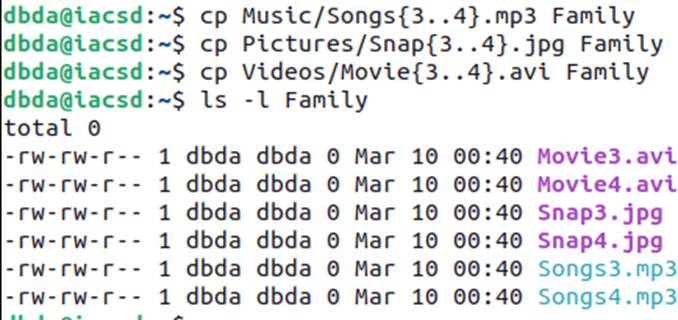 dbda@iacsd:~$ cp Music/Songs{3..4}.mp3 Family
dbda@iacsd:~$ cp Pictures/Snap{3..4}.jpg Family
dbda@iacsd:~$ cp Videos/Movie{3..4}.avi Family
dbda@iacsd:~$ ls -l Family
total 0
-rw-rw-r-- 1 dbda dbda 0 Mar 10 00:40 Movie3.avi
-rw-rw-r-- 1 dbda dbda 0 Mar 10 00:40 Movie4.avi
-rw-rw-r-- 1 dbda dbda 0 Mar 10 00:40 Snap3.jpg
-rw-rw-r-- 1 dbda dbda 0 Mar 10 00:40 Snap4.jpg
-rw-rw-r-- 1 dbda dbda 0 Mar 10 00:40 Songs3.mp3
-rw-rw-r-- 1 dbda dbda 0 Mar 10 00:40 Songs4.mp3